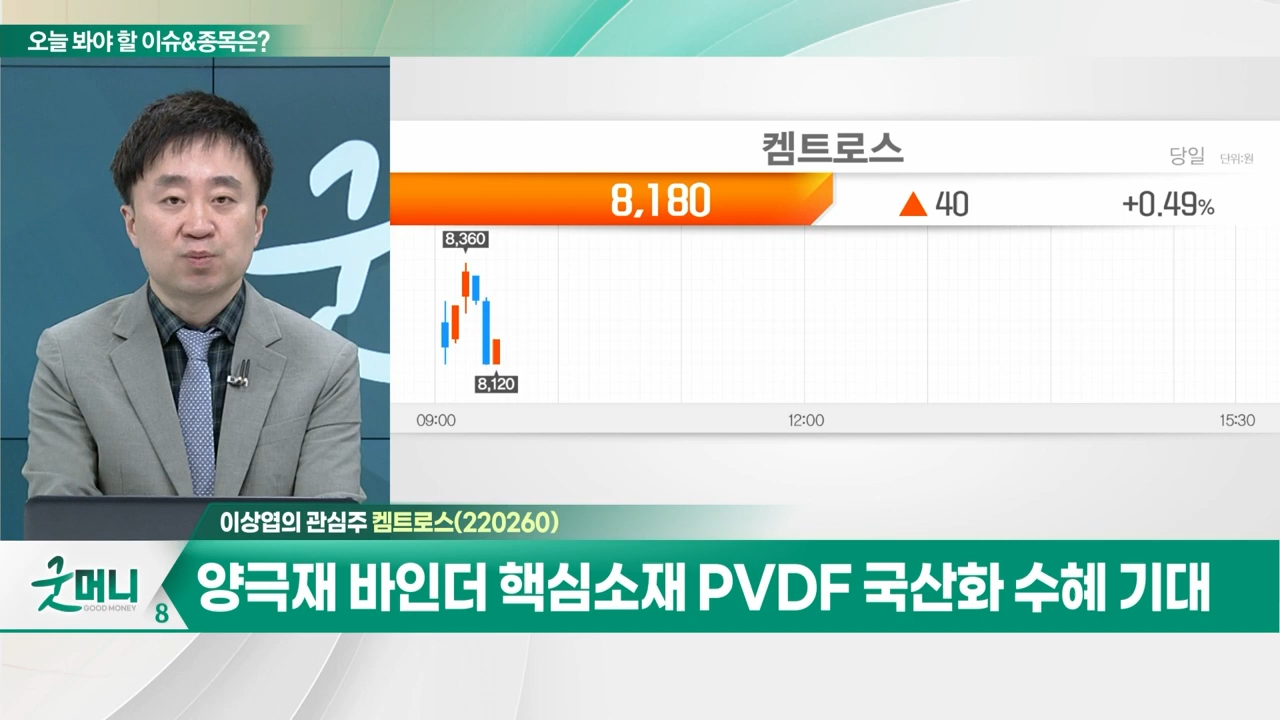 오늘 봐야 할 이슈&종목은?
켐트로스
당일 단위:원
8,180 ▲ 40 +0.49%
8,360
8,120
09:00 12:00 15:30
이상엽의 관심주 켐트로스(220260)
굿머니
GOOD MONEY
8
양극재 바인더 핵심소재 PVDF 국산화 수혜 기대